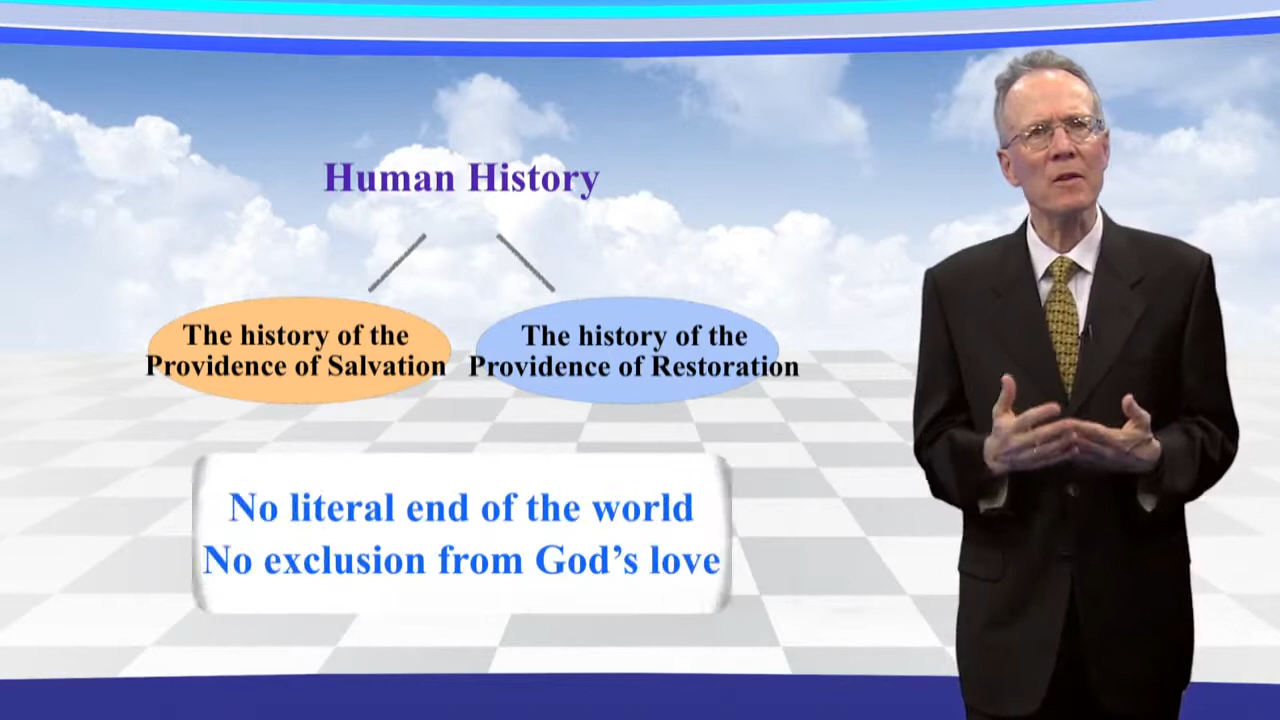 Human History
The history of the
Providence of Salvation
The history of the
Providence of Restoration
No literal end of the world
No exclusion from God's love